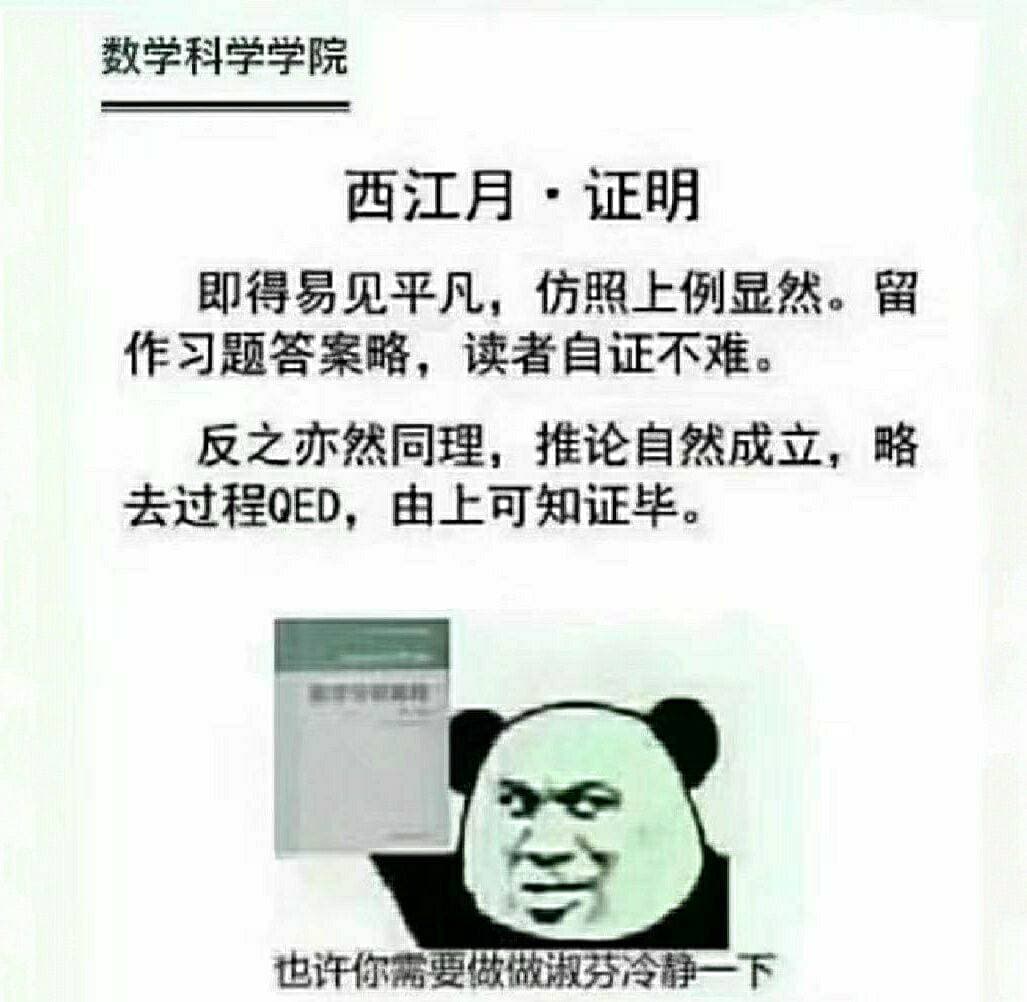 数学科学学院
西江月·证明
即得易见平凡，仿照上例显然。留
作习题答案略，读者自证不难。
反之亦然同理，推论自然成立，略
去过程QED，由上可知证毕。
也许你需要做做淑芬冷静一下